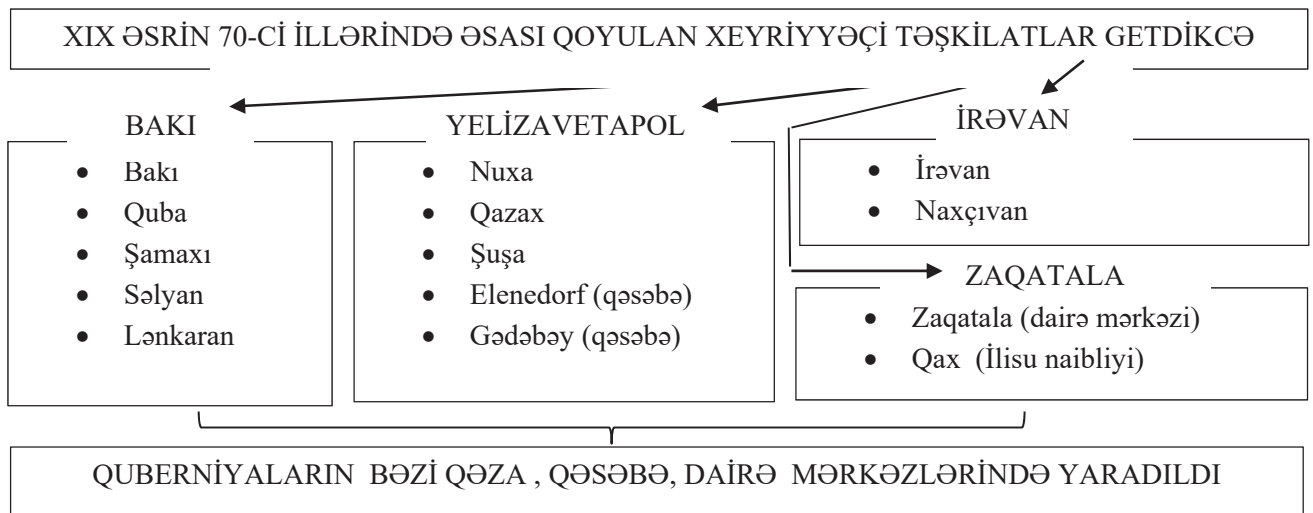 XIX ƏSRİN 70-Cİ İLLƏRİNDƏ ƏSASI QOYULAN XEYRİYYƏÇİ TƏŞKİLATLAR GETDİKCƏ
BAKI
• Bakı
• Quba
• Şamaxı
• Səlyan
• Lənkaran
YELİZAVETAPOL
• Nuxa
• Qazax
• Şuşa
• Elenedorf (qəsəbə)
• Gədəbəy (qəsəbə)
İRƏVAN
• İrəvan
• Naxçıvan
ZAQATALA
• Zaqatala (dairə mərkəzi)
• Qax (İlisu naibliyi)
QUBERNİYALARIN BƏZİ QƏZA , QƏSƏBƏ, DAİRƏ MƏRKƏZLƏRİNDƏ YARADILDI